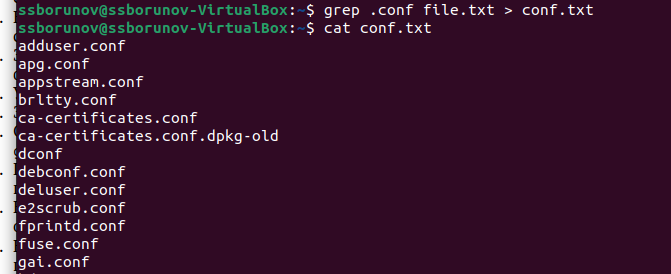 ssborunov@ssborunov-VirtualBox:~$ grep .conf file.txt > conf.txt
ssborunov@ssborunov-VirtualBox:~$ cat conf.txt
adduser.conf
apg.conf
appstream.conf
brltty.conf
ca-certificates.conf
ca-certificates.conf.dpkg-old
dconf
debconf.conf
deluser.conf
e2scrub.conf
fprintd.conf
fuse.conf
gai.conf